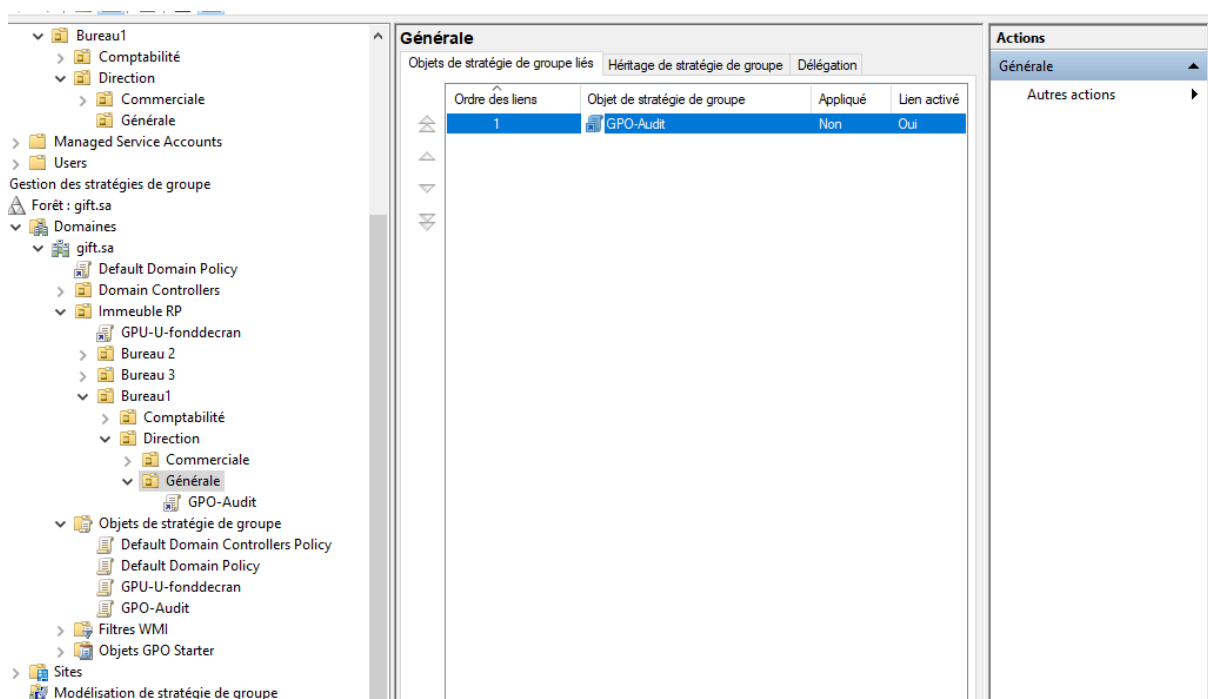 Bureau1
Comptabilité
Direction
Commerciale
Générale
Managed Service Accounts
Users
Gestion des stratégies de groupe
Forêt : gift.sa
Domaines
gift.sa
Default Domain Policy
Domain Controllers
Immeuble RP
GPU-U-fonddecran
Bureau 2
Bureau 3
Bureau1
Comptabilité
Direction
Commerciale
Générale
GPO-Audit
Objets de stratégie de groupe
Default Domain Controllers Policy
Default Domain Policy
GPU-U-fonddecran
GPO-Audit
Filtres WMI
Objets GPO Starter
Sites
Modélisation de stratégie de groupe
Générale
Objets de stratégie de groupe liés Héritage de stratégie de groupe Délégation
Ordre des liens Objet de stratégie de groupe Appliqué Lien activé
1 GPO-Audit Non Oui
Actions
Générale
Autres actions